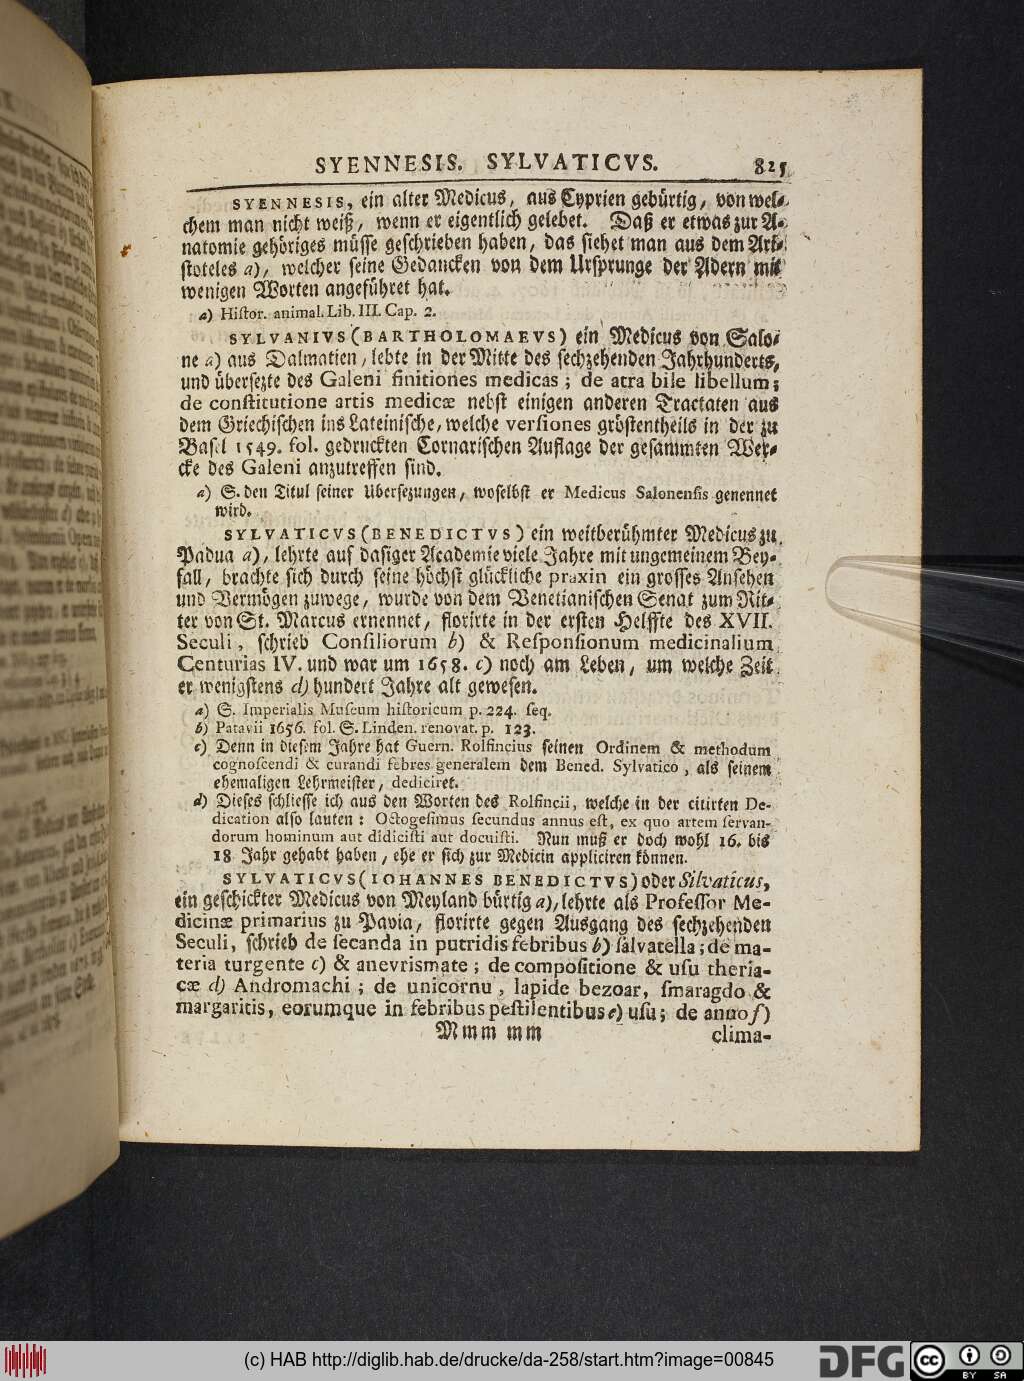 SYENNESIS. SYLVATICVS. 825
SYENNESIS, ein alter Medicus, aus Cyprien gebürtig, von wel-
chem man nicht weiß, wenn er eigentlich gelebet. Daß er etwas zur A-
natomie gehöriges müsse geschrieben haben, das siehet man aus dem Ari-
stoteles a), welcher seine Gedancken von dem Ursprunge der Adern mit
wenigen Worten angeführet hat.
a) Histor. animal. Lib. III. Cap. 2.
SYLVANIVS (BARTHOLOMAEVS) ein Medicus von Salo-
ne a) aus Dalmatien, lebte in der Mitte des sechzehenden Jahrhunderts,
und übersezte des Galeni finitiones medicas; de atra bile libellum;
de constitutione artis medicæ nebst einigen anderen Tractaten aus
dem Griechischen ins Lateinische, welche versiones gröstentheils in der zu
Basel 1549. fol. gedruckten Cornarischen Auflage der gesammten Wer-
cke des Galeni anzutreffen sind.
a) S. den Titul seiner Übersezungen, woselbst er Medicus Salonensis genennet
wird.
SYLVATICVS (BENEDICTVS) ein weitberühmter Medicus zu
Padua a), lehrte auf dasiger Academie viele Jahre mit ungemeinem Bey-
fall, brachte sich durch seine höchst glückliche praxin ein grosses Ansehen
und Vermögen zuwege, wurde von dem Venetianischen Senat zum Rit-
ter von St. Marcus ernennet, florirte in der ersten Helffte des XVII.
Seculi, schrieb Consiliorum b) & Responsionum medicinalium
Centurias IV. und war um 1658. c) noch am Leben, um welche Zeit
er wenigstens d) hundert Jahre alt gewesen.
a) S. Imperialis Museum historicum p. 224. seq.
b) Patavii 1656. fol. S. Linden. renovat. p. 123.
c) Denn in diesem Jahre hat Guern. Rolfincius seinen Ordinem & methodum
cognoscendi & curandi febres generalem dem Bened. Sylvatico, als seinem
ehemaligen Lehrmeister, dediciret.
d) Dieses schliesse ich aus den Worten des Rolfincii, welche in der citirten De-
dication also lauten: Octogesimus secundus annus est, ex quo artem servan-
dorum hominum aut didicisti aut docuisti. Nun muß er doch wohl 16. bis
18 Jahr gehabt haben, ehe er sich zur Medicin appliciren können.
SYLVATICVS (IOHANNES BENEDICTVS) oder Silvaticus,
ein geschickter Medicus von Meyland bürtig a), lehrte als Professor Me-
dicinæ primarius zu Pavia, florirte gegen Ausgang des sechzehenden
Seculi, schrieb de secanda in putridis febribus b) salvatella; de ma-
teria turgente c) & anevrismate; de compositione & usu theria-
cæ d) Andromachi; de unicornu, lapide bezoar, smaragdo &
margaritis, eorumque in febribus pestilentibus e) usu; de anno f)
Mmm mm clima-
(c) HAB http://diglib.hab.de/drucke/da-258/start.htm?image=00845
DFG cc BY SA